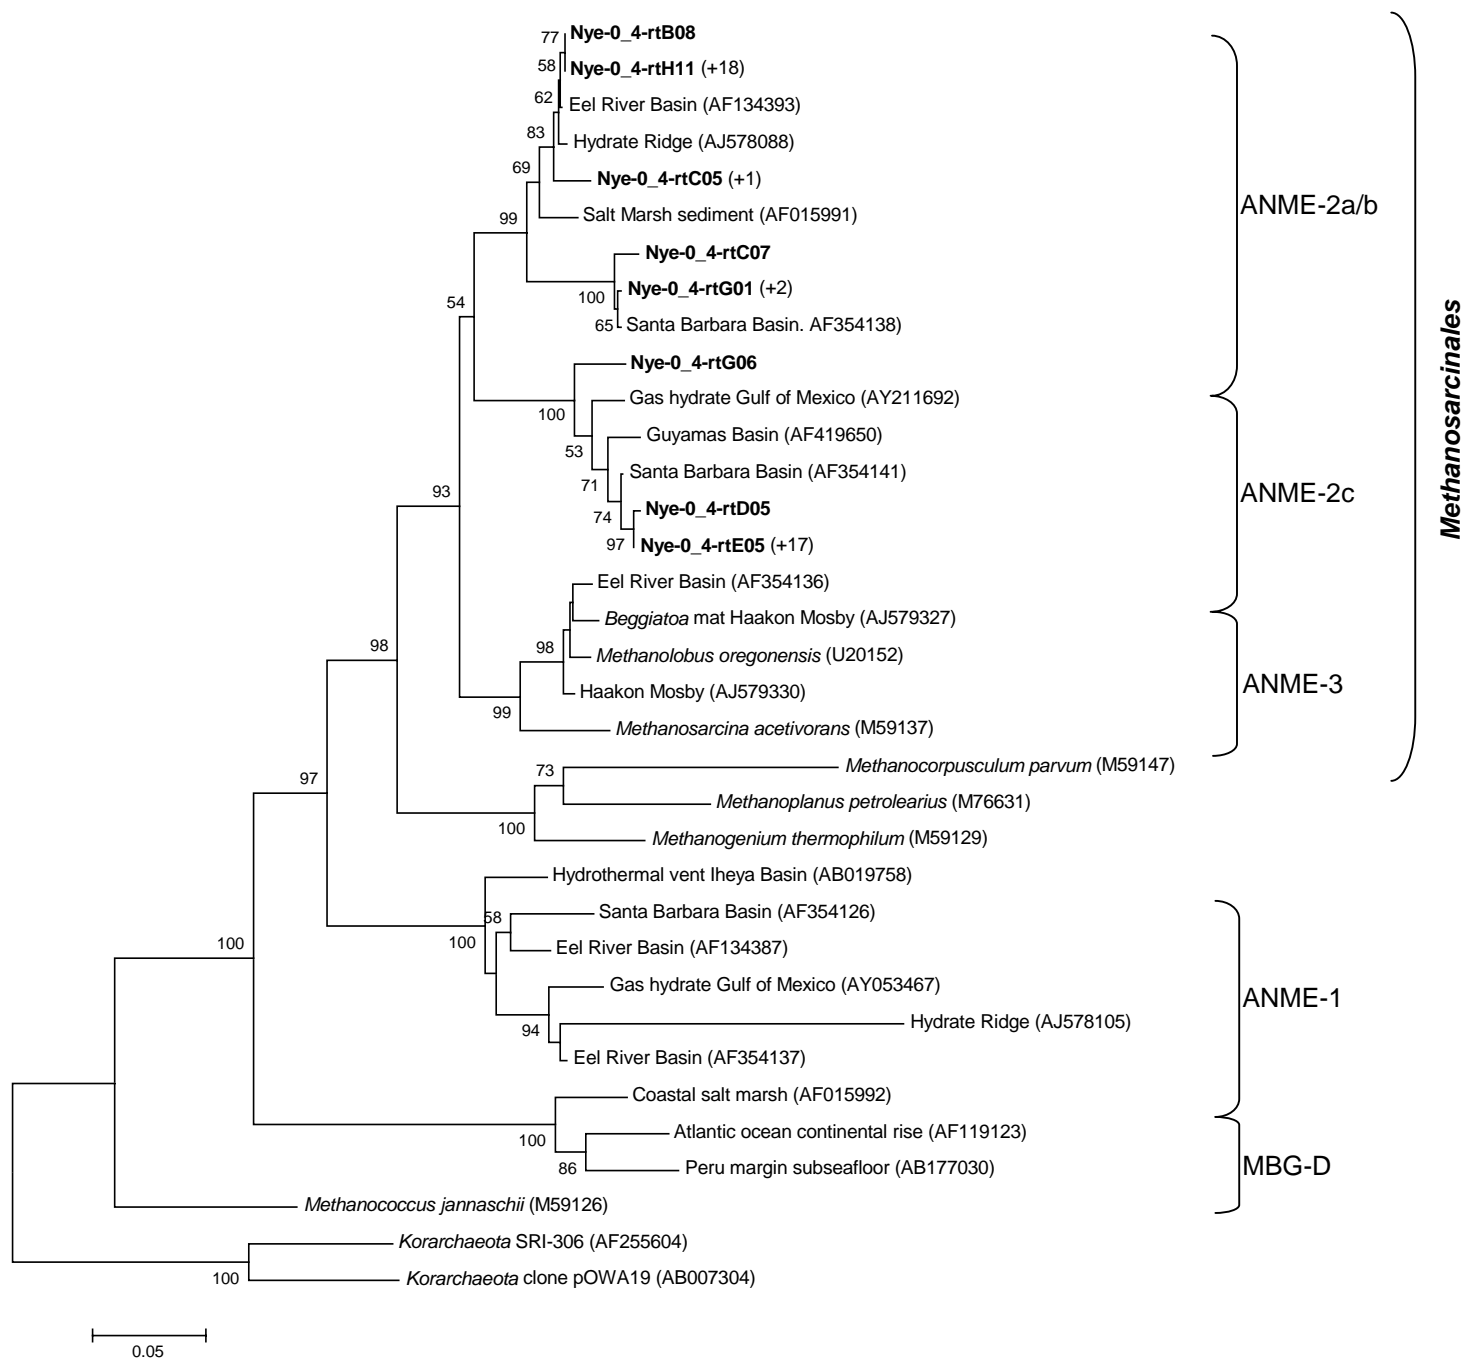 77
Nye-0_4-rtB08
58
Nye-0_4-rtH11 (+18)
62
Eel River Basin (AF134393)
83
Hydrate Ridge (AJ578088)
69
Nye-0_4-rtC05 (+1)
99
Salt Marsh sediment (AF015991)
ANME-2a/b
Nye-0_4-rtC07
100
Nye-0_4-rtG01 (+2)
54
65
Santa Barbara Basin. AF354138)
Nye-0_4-rtG06
100
Gas hydrate Gulf of Mexico (AY211692)
Guyamas Basin (AF419650)
53
Santa Barbara Basin (AF354141)
71
ANME-2c
93
Nye-0_4-rtD05
74
97
Nye-0_4-rtE05 (+17)
Methanosarcinales
Eel River Basin (AF354136)
Beggiatoa mat Haakon Mosby (AJ579327)
98
98
Methanolobus oregonensis (U20152)
Haakon Mosby (AJ579330)
ANME-3
99
Methanosarcina acetivorans (M59137)
97
73
Methanocorpusculum parvum (M59147)
Methanoplanus petrolearius (M76631)
100
Methanogenium thermophilum (M59129)
Hydrothermal vent Iheya Basin (AB019758)
58
Santa Barbara Basin (AF354126)
100
100
Eel River Basin (AF134387)
Gas hydrate Gulf of Mexico (AY053467)
ANME-1
94
Hydrate Ridge (AJ578105)
Eel River Basin (AF354137)
Coastal salt marsh (AF015992)
100
Atlantic ocean continental rise (AF119123)
86
Peru margin subseafloor (AB177030)
MBG-D
Methanococcus jannaschii (M59126)
Korarchaeota SRI-306 (AF255604)
100
Korarchaeota clone pOWA19 (AB007304)
0.05